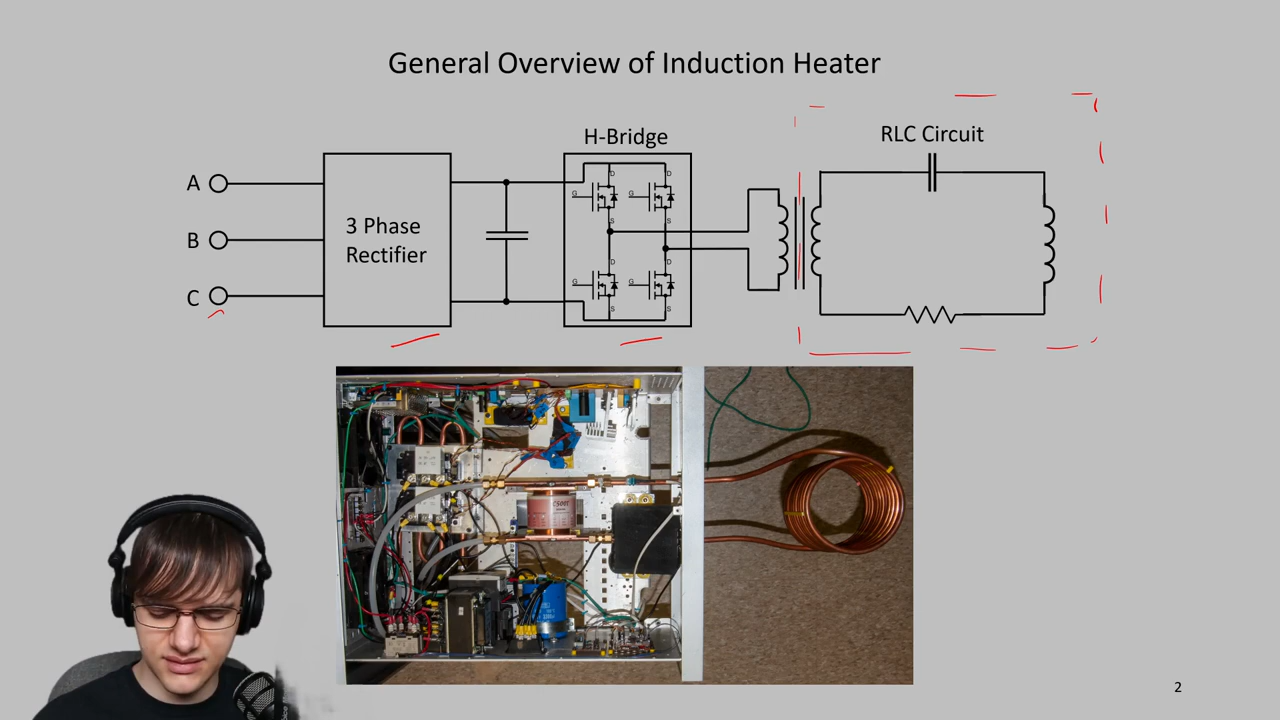 General Overview of Induction Heater
H-Bridge
RLC Circuit
A
B
C
3 Phase
Rectifier
D
D
G
G
S
S
D
D
G
G
S
S
2